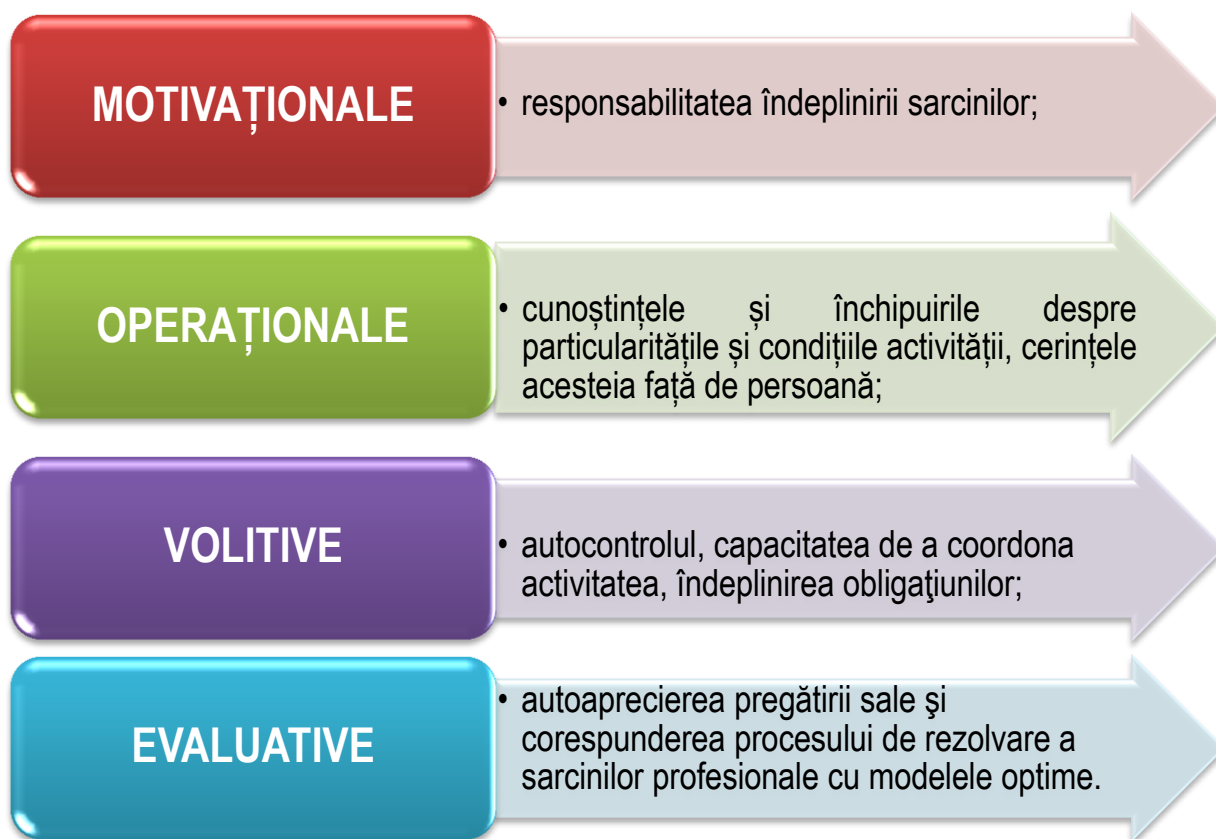 MOTIVAȚIONALE
• responsabilitatea îndeplinirii sarcinilor;
OPERAȚIONALE
• cunoștințele și închipuirile despre
particularitățile și condițiile activității, cerințele
acesteia față de persoană;
VOLITIVE
• autocontrolul, capacitatea de a coordona
activitatea, îndeplinirea obligaţiunilor;
EVALUATIVE
• autoaprecierea pregătirii sale şi
corespunderea procesului de rezolvare a
sarcinilor profesionale cu modelele optime.